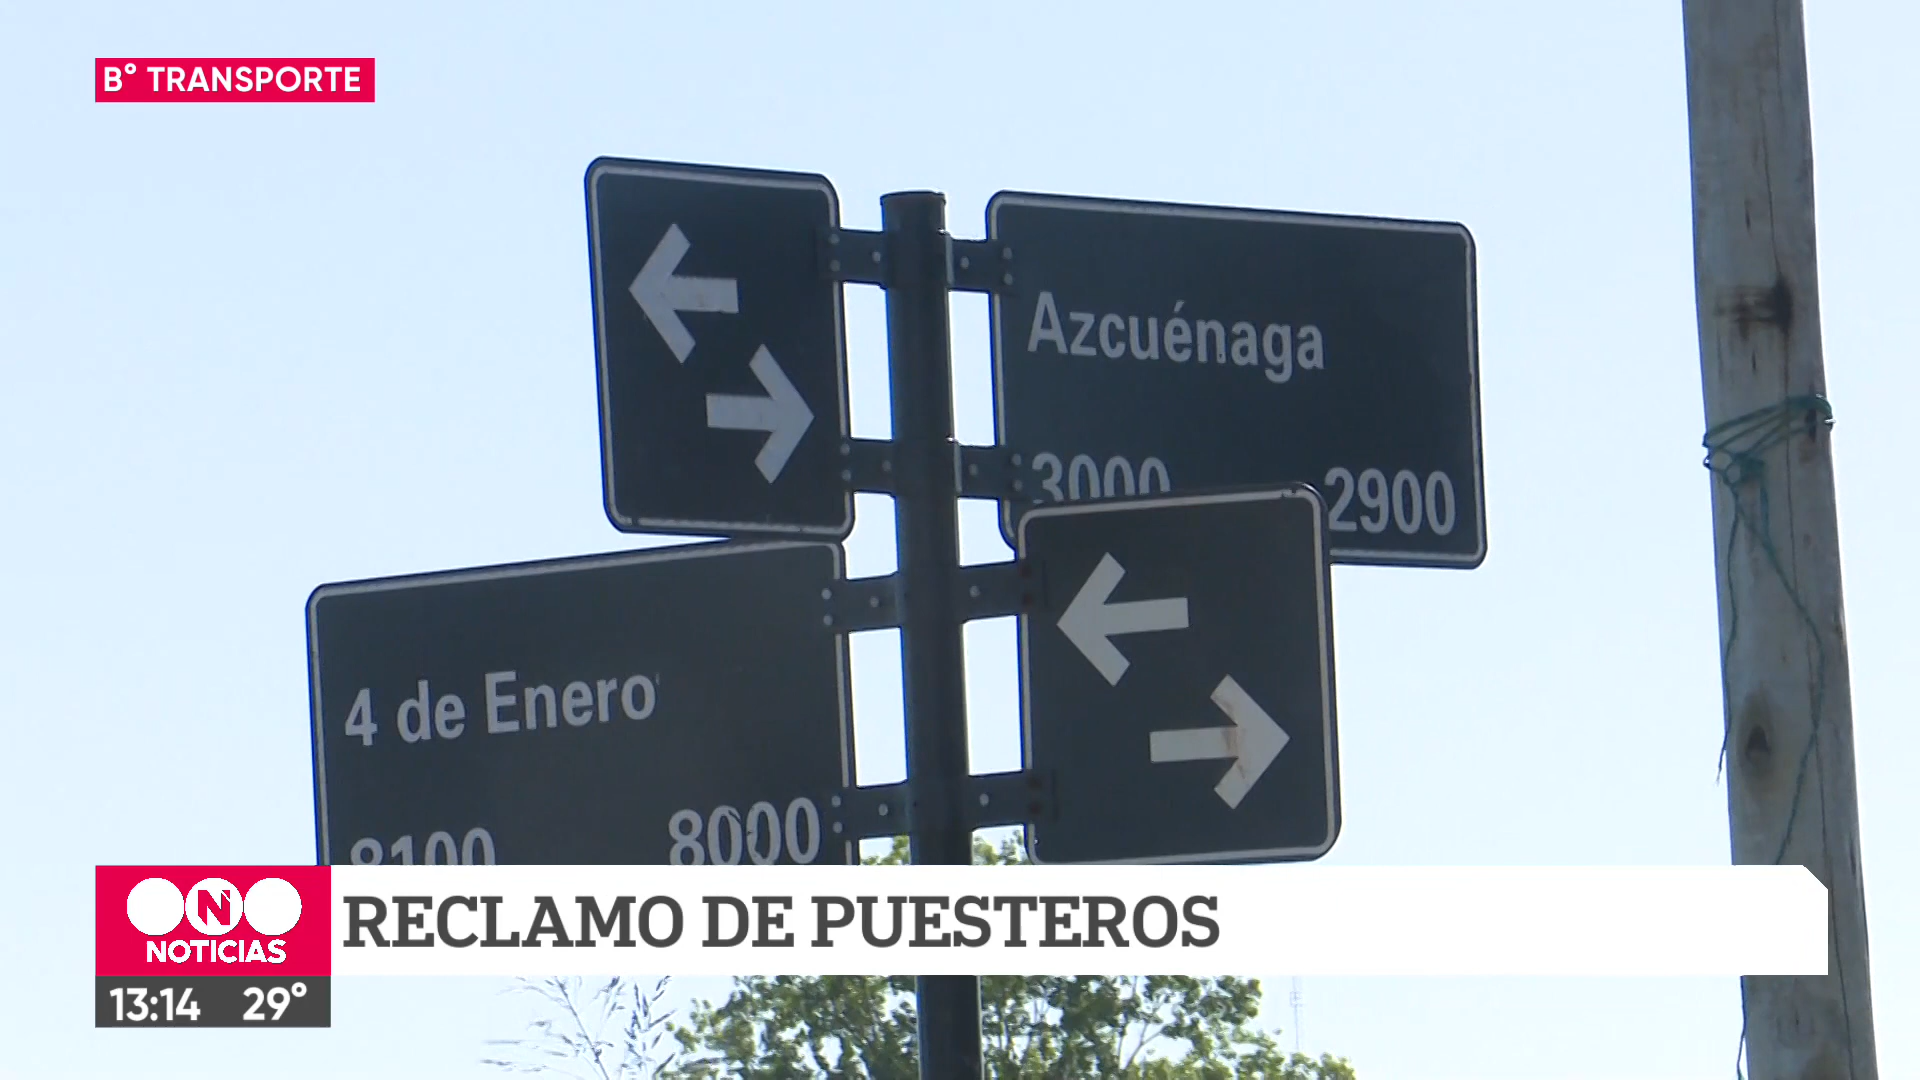 B° TRANSPORTE
Azcuénaga
3000 2900
4 de Enero
8100 8000
N
NOTICIAS
RECLAMO DE PUESTEROS
13:14 29°